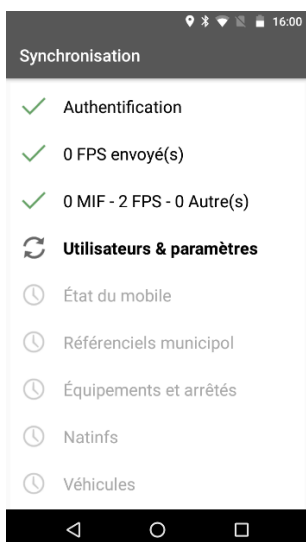 16:00
Synchronisation
Authentification
0 FPS envoyé(s)
0 MIF - 2 FPS - 0 Autre(s)
Utilisateurs & paramètres
État du mobile
Référenciels municipol
Équipements et arrêtés
Natinfs
Véhicules